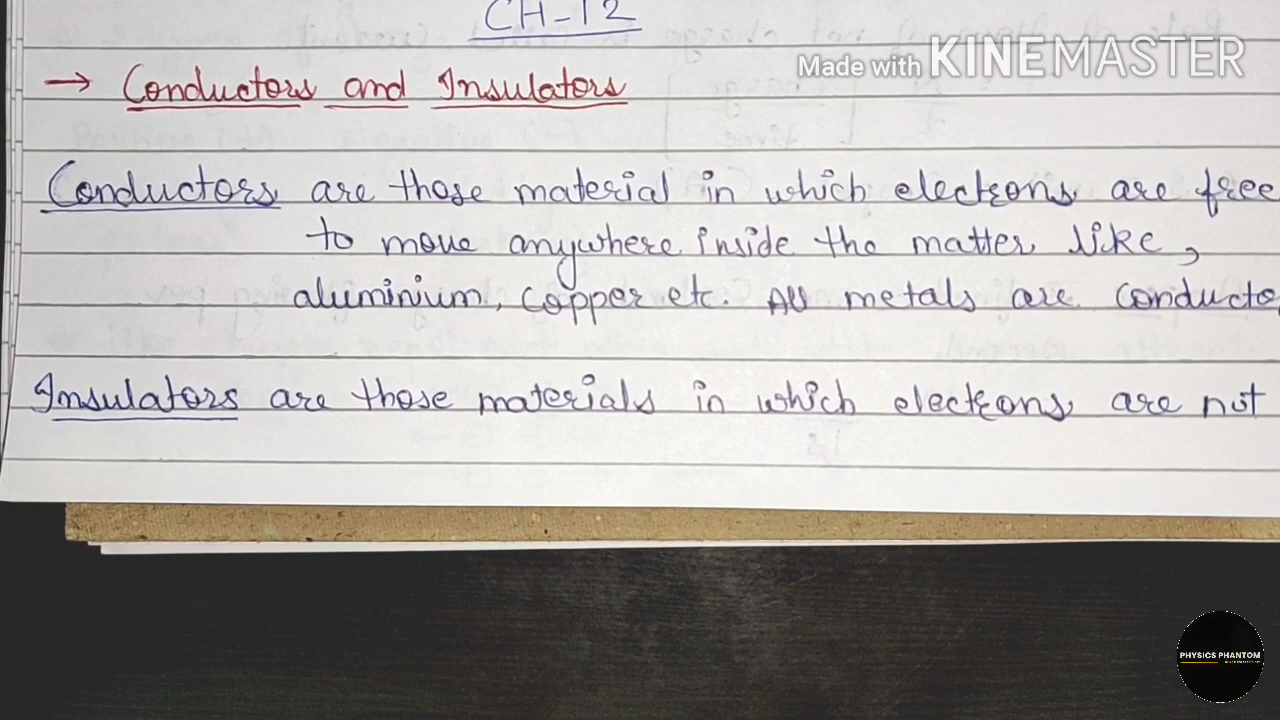 CH-12
Made with KINEMASTER
→ Conductors and Insulators
Conductors are those material in which electrons are free
to move anywhere inside the matter like,
aluminium, copper etc. All metals are conducto
Insulators are those materials in which electrons are not
PHYSICS PHANTOM